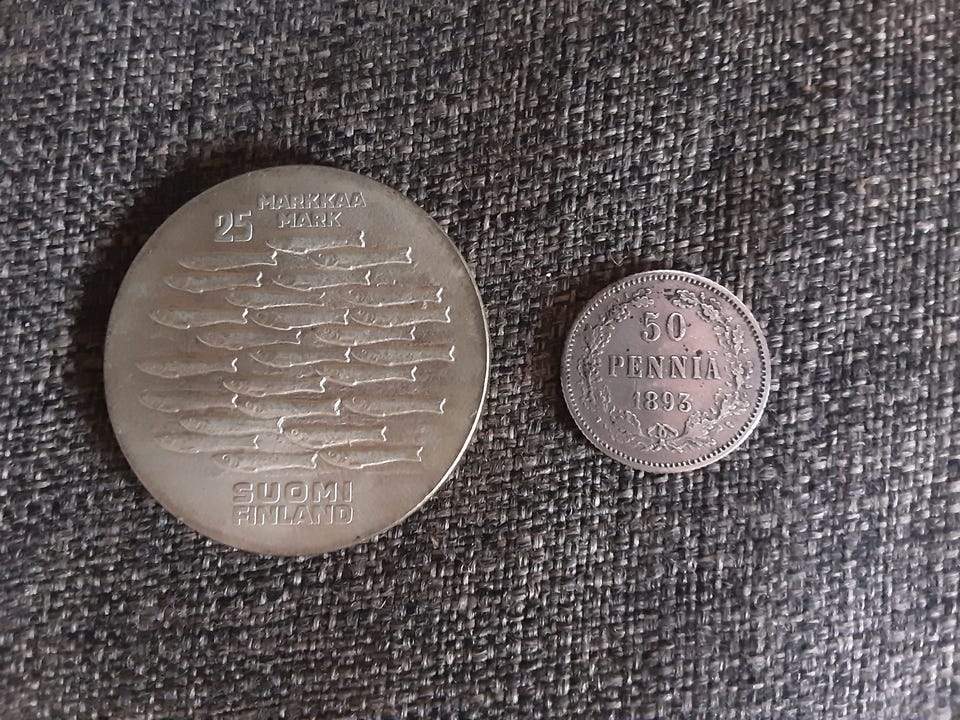 25 MARKKAA
MARK
SUOMI
FINLAND
50
PENNIÄ
1893